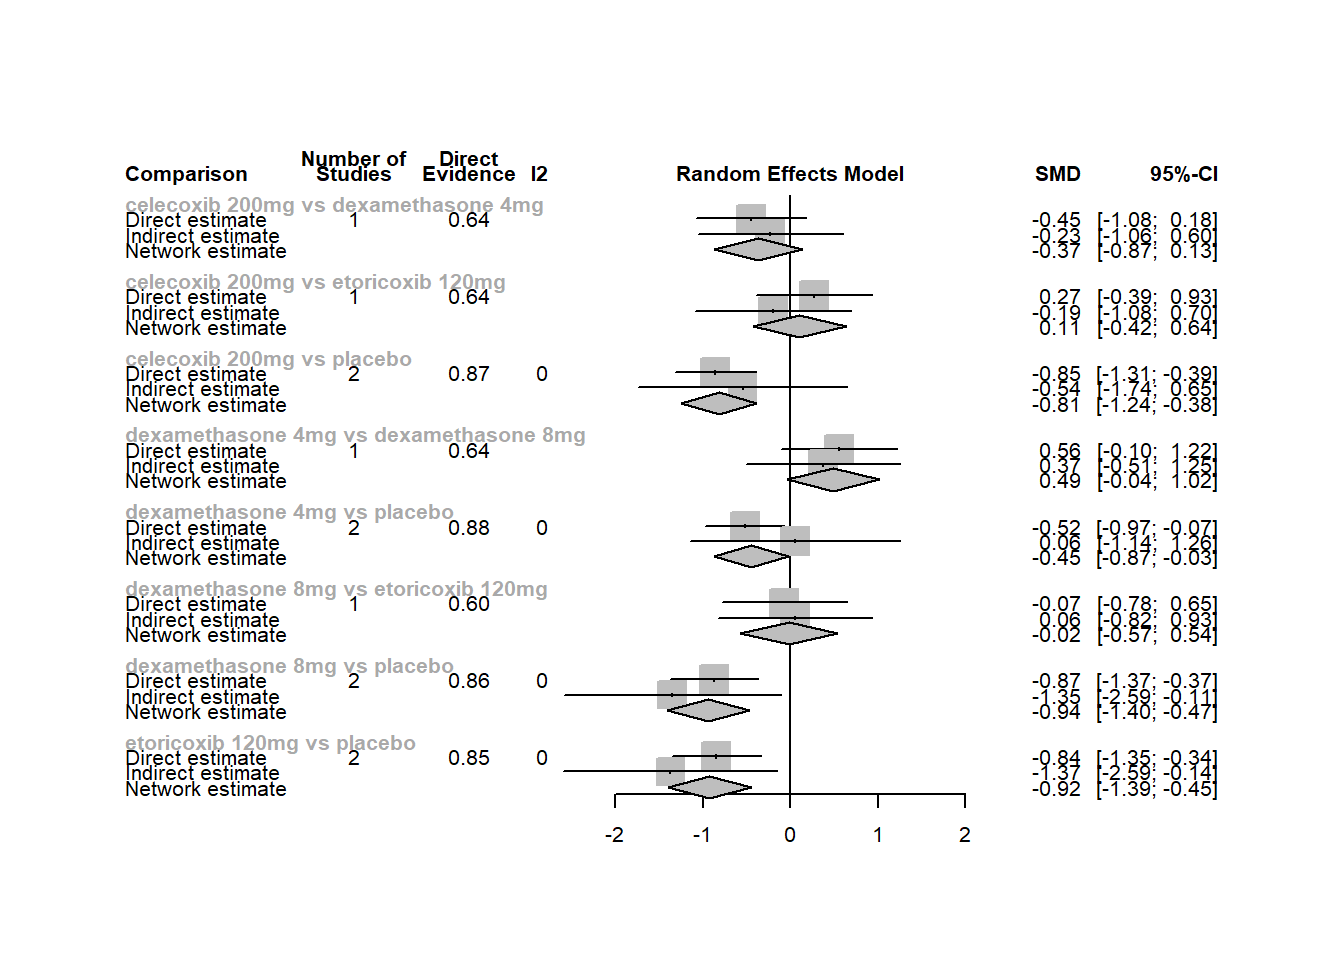 Comparison Number of Studies Direct Evidence I2 Random Effects Model SMD 95%-CI
celecoxib 200mg vs dexamethasone 4mg
Direct estimate 1 0.64 -0.45 [-1.08; 0.18]
Indirect estimate -0.23 [-1.06; 0.60]
Network estimate -0.37 [-0.87; 0.13]
celecoxib 200mg vs etoricoxib 120mg
Direct estimate 1 0.64 0.27 [-0.39; 0.93]
Indirect estimate -0.19 [-1.08; 0.70]
Network estimate 0.11 [-0.42; 0.64]
celecoxib 200mg vs placebo
Direct estimate 2 0.87 0 -0.85 [-1.31; -0.39]
Indirect estimate -0.54 [-1.74; 0.65]
Network estimate -0.81 [-1.24; -0.38]
dexamethasone 4mg vs dexamethasone 8mg
Direct estimate 1 0.64 0.56 [-0.10; 1.22]
Indirect estimate 0.37 [-0.51; 1.25]
Network estimate 0.49 [-0.04; 1.02]
dexamethasone 4mg vs placebo
Direct estimate 2 0.88 0 -0.52 [-0.97; -0.07]
Indirect estimate 0.06 [-1.14; 1.26]
Network estimate -0.45 [-0.87; -0.03]
dexamethasone 8mg vs etoricoxib 120mg
Direct estimate 1 0.60 -0.07 [-0.78; 0.65]
Indirect estimate 0.06 [-0.82; 0.93]
Network estimate -0.02 [-0.57; 0.54]
dexamethasone 8mg vs placebo
Direct estimate 2 0.86 0 -0.87 [-1.37; -0.37]
Indirect estimate -1.35 [-2.59; -0.11]
Network estimate -0.94 [-1.40; -0.47]
etoricoxib 120mg vs placebo
Direct estimate 2 0.85 0 -0.84 [-1.35; -0.34]
Indirect estimate -1.37 [-2.59; -0.14]
Network estimate -0.92 [-1.39; -0.45]
-2 -1 0 1 2